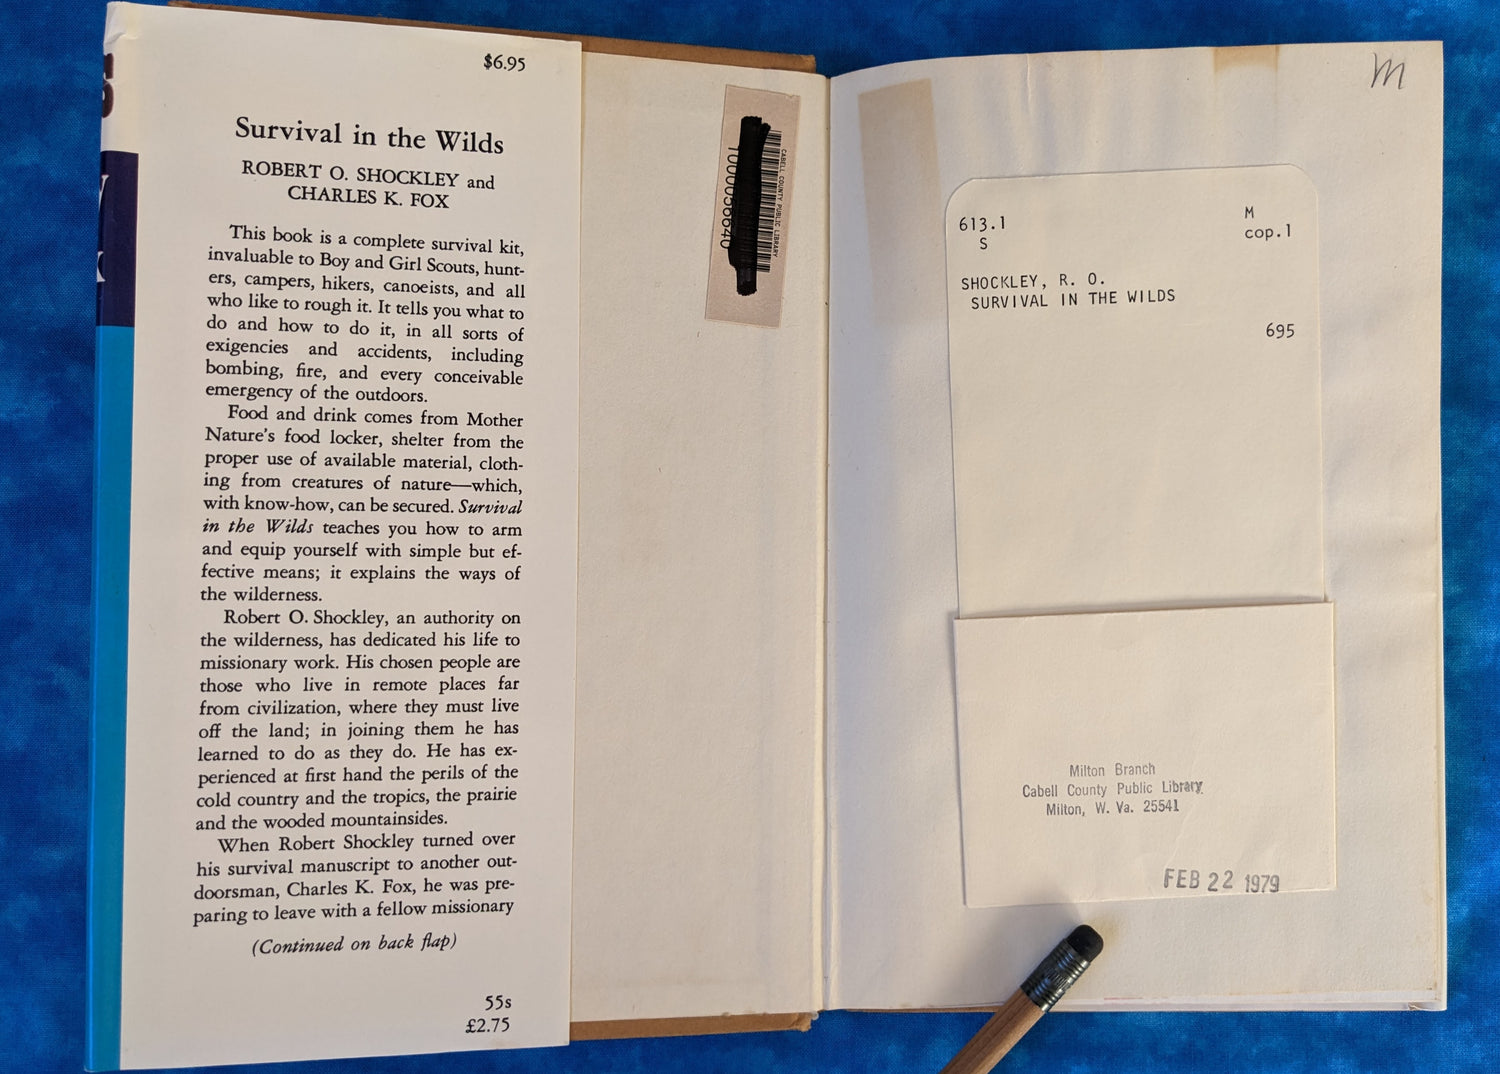 $6.95
Survival in the Wilds
ROBERT O. SHOCKLEY and
CHARLES K. FOX
This book is a complete survival kit,
invaluable to Boy and Girl Scouts, hunt-
ers, campers, hikers, canoeists, and all
who like to rough it. It tells you what to
do and how to do it, in all sorts of
exigencies and accidents, including
bombing, fire, and every conceivable
emergency of the outdoors.
Food and drink comes from Mother
Nature's food locker, shelter from the
proper use of available material, cloth-
ing from creatures of nature—which,
with know-how, can be secured. Survival
in the Wilds teaches you how to arm
and equip yourself with simple but ef-
fective means; it explains the ways of
the wilderness.
Robert O. Shockley, an authority on
the wilderness, has dedicated his life to
missionary work. His chosen people are
those who live in remote places far
from civilization, where they must live
off the land; in joining them he has
learned to do as they do. He has ex-
perienced at first hand the perils of the
cold country and the tropics, the prairie
and the wooded mountainsides.
When Robert Shockley turned over
his survival manuscript to another out-
doorsman, Charles K. Fox, he was pre-
paring to leave with a fellow missionary
(Continued on back flap)
55s
£2.75
CABELL COUNTY PUBLIC LIBRARY
m
613.1
S
M
cop.1
SHOCKLEY, R. O.
SURVIVAL IN THE WILDS
695
Milton Branch
Cabell County Public Library
Milton, W. Va. 25541
FEB 22 1979